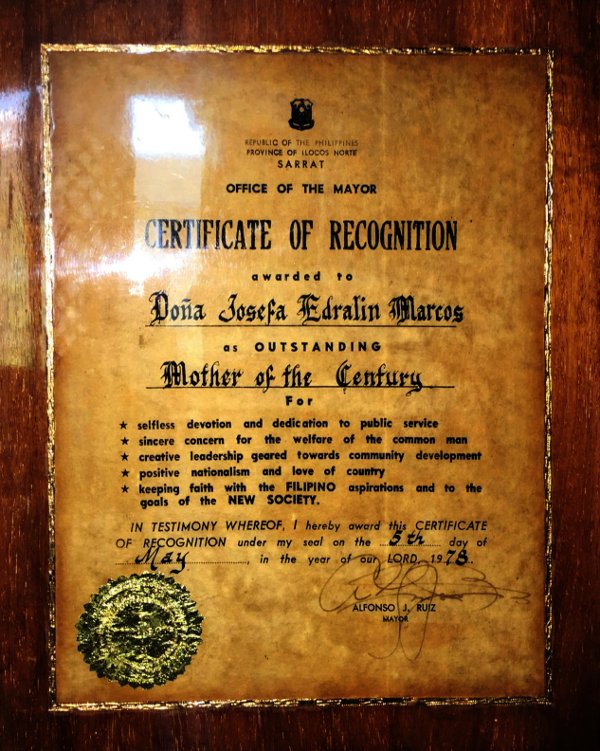 REPUBLIC OF THE PHILIPPINES
PROVINCE OF ILOCOS NORTE
SARRAT
OFFICE OF THE MAYOR
CERTIFICATE OF RECOGNITION
awarded to
Doña Josefa Edralin Marcos
as OUTSTANDING
Mother of the Century
For
★ selfless devotion and dedication to public service
★ sincere concern for the welfare of the common man
★ creative leadership geared towards community development
★ positive nationalism and love of country
★ keeping faith with the FILIPINO aspirations and to the
goals of the NEW SOCIETY.
IN TESTIMONY WHEREOF, I hereby award this CERTIFICATE
OF RECOGNITION under my seal on the 5th day of
May, in the year of our LORD, 1978.
ALFONSO J. RUIZ
MAYOR